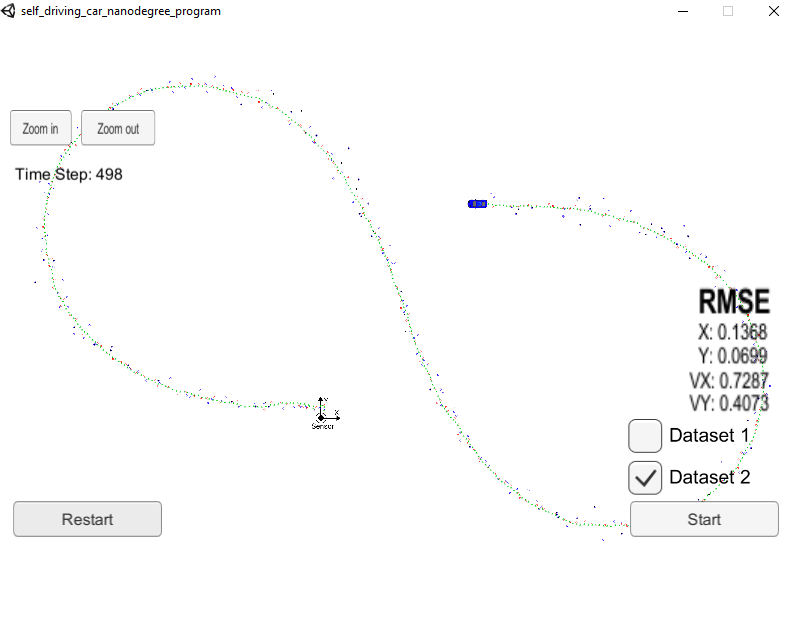 self_driving_car_nanodegree_program
Zoom in
Zoom out
Time Step: 498
RMSE
X: 0.1368
Y: 0.0699
VX: 0.7287
VY: 0.4073
Y
X
Sensor
Dataset 1
Dataset 2
Restart
Start